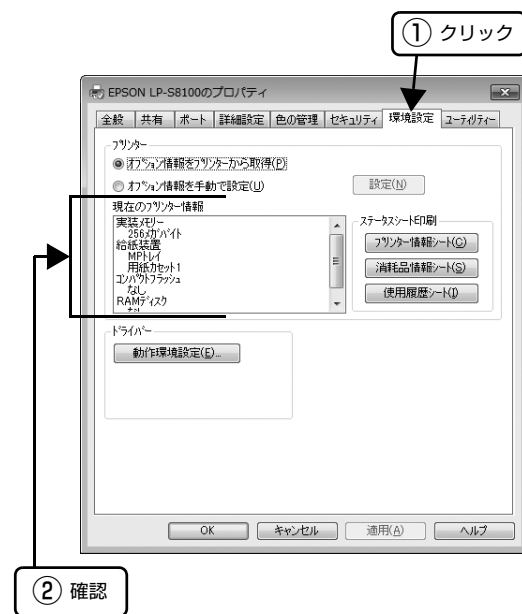 ① クリック
EPSON LP-S8100のプロパティ
全般 共有 ポート 詳細設定 色の管理 セキュリティ 環境設定 ユーティリティー
プリンター
オプション情報をプリンターから取得(P)
オプション情報を手動で設定(U) 設定(N)
現在のプリンター情報
実装メモリー
256メガバイト
給紙装置
MPトレイ
用紙カセット1
コンパクトフラッシュ
なし
RAMディスク
なし
ステータスシート印刷
プリンター情報シート(C)
消耗品情報シート(S)
使用履歴シート(I)
ドライバー
動作環境設定(E)...
OK キャンセル 適用(A) ヘルプ
② 確認